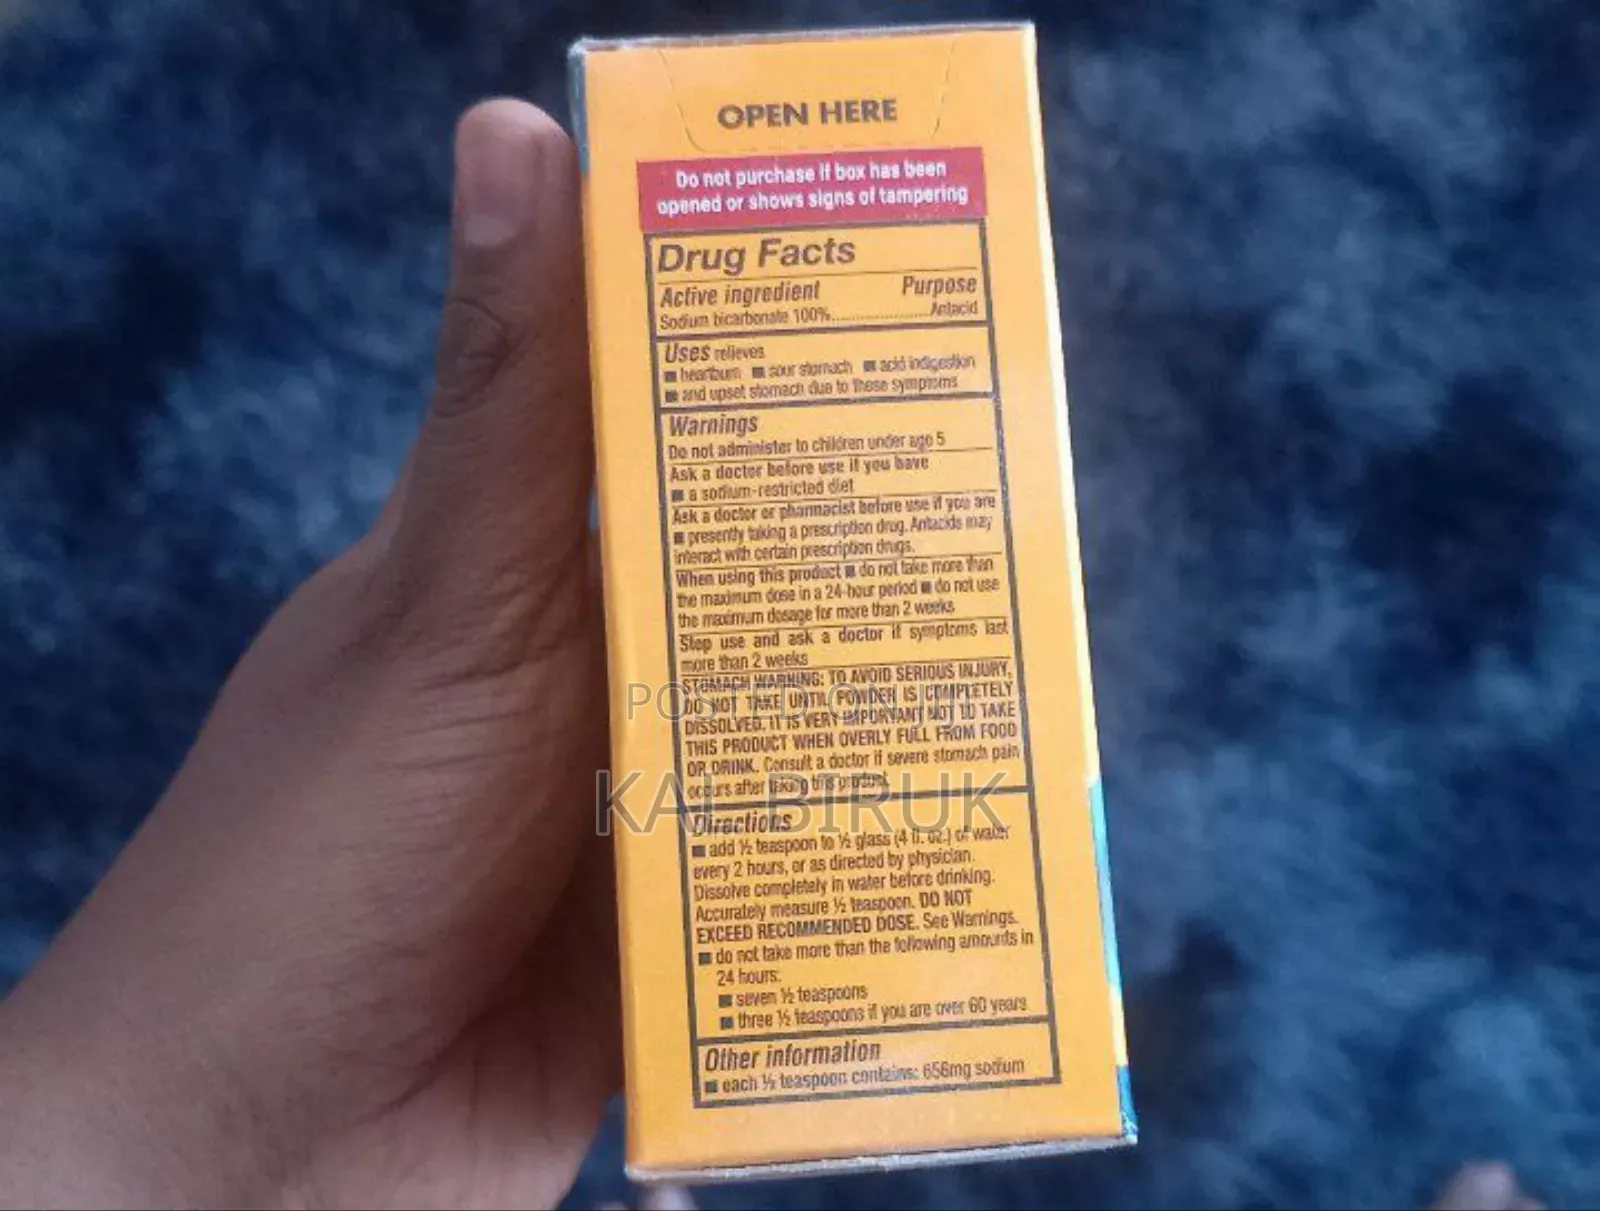 OPEN HERE
Do not purchase if box has been
opened or shows signs of tampering
Drug Facts
Active ingredient Purpose
Sodium bicarbonate 100%......................Antacid
Uses relieves
■ heartburn ■ sour stomach ■ acid indigestion
■ and upset stomach due to these symptoms
Warnings
Do not administer to children under age 5
Ask a doctor before use if you have
■ a sodium-restricted diet
Ask a doctor or pharmacist before use if you are
■ presently taking a prescription drug. Antacids may
interact with certain prescription drugs.
When using this product ■ do not take more than
the maximum dose in a 24-hour period ■ do not use
the maximum dosage for more than 2 weeks
Stop use and ask a doctor if symptoms last
more than 2 weeks
STOMACH WARNING: TO AVOID SERIOUS INJURY,
DO NOT TAKE UNTIL POWDER IS COMPLETELY
DISSOLVED. IT IS VERY IMPORTANT NOT TO TAKE
THIS PRODUCT WHEN OVERLY FULL FROM FOOD
OR DRINK. Consult a doctor if severe stomach pain
occurs after taking this product.
POSTED ON
KAL BIRUK
Directions
■ add ½ teaspoon to ½ glass (4 fl. oz.) of water
every 2 hours, or as directed by physician.
Dissolve completely in water before drinking.
Accurately measure ½ teaspoon. DO NOT
EXCEED RECOMMENDED DOSE. See Warnings.
■ do not take more than the following amounts in
24 hours:
■ seven ½ teaspoons
■ three ½ teaspoons if you are over 60 years
Other information
■ each ½ teaspoon contains: 656mg sodium